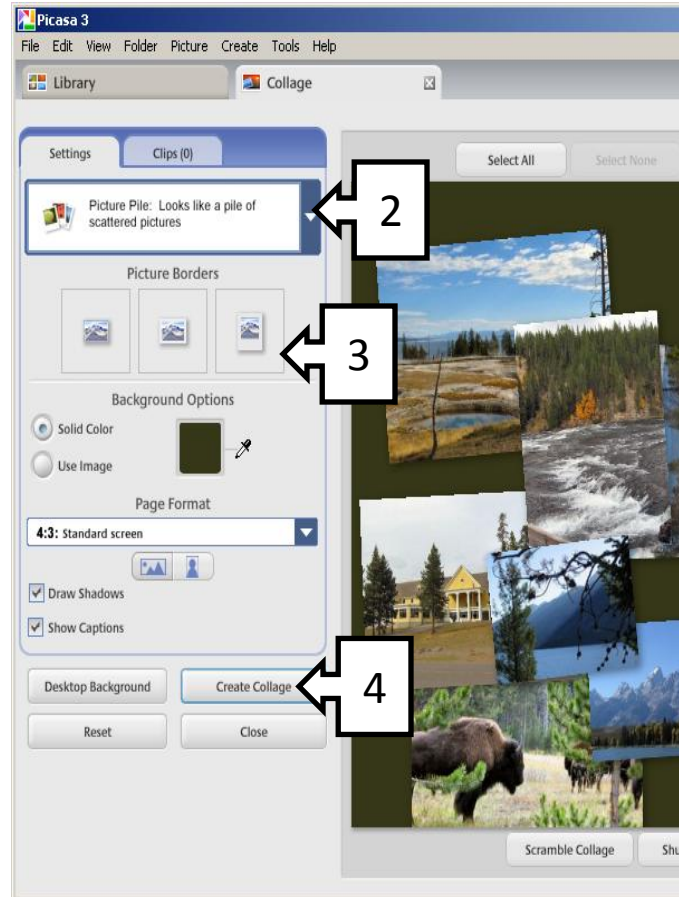 Picasa 3
File Edit View Folder Picture Create Tools Help
Library
Collage
Settings
Clips (0)
Select All
Select None
Picture Pile: Looks like a pile of
scattered pictures
2
Picture Borders
3
Background Options
Solid Color
Use Image
Page Format
4:3: Standard screen
Draw Shadows
Show Captions
Desktop Background
Create Collage
4
Reset
Close
Scramble Collage
Shu